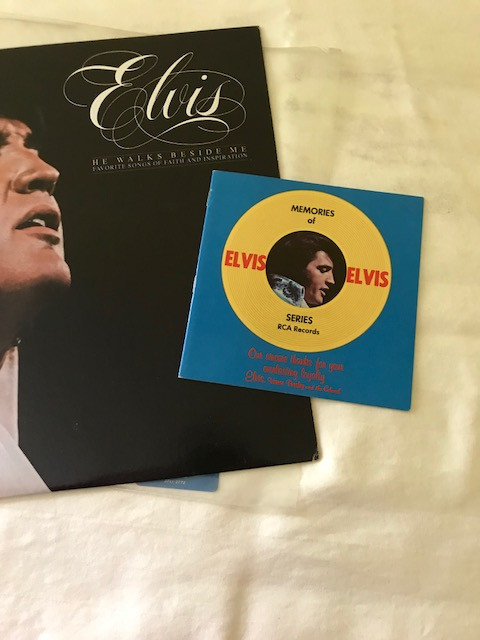 Elvis
HE WALKS BESIDE ME
FAVORITE SONGS OF FAITH AND INSPIRATION
MEMORIES
of
ELVIS
ELVIS
SERIES
RCA Records
Our sincere thanks for your
everlasting loyalty
Elvis, Vernon Presley and the Colonel